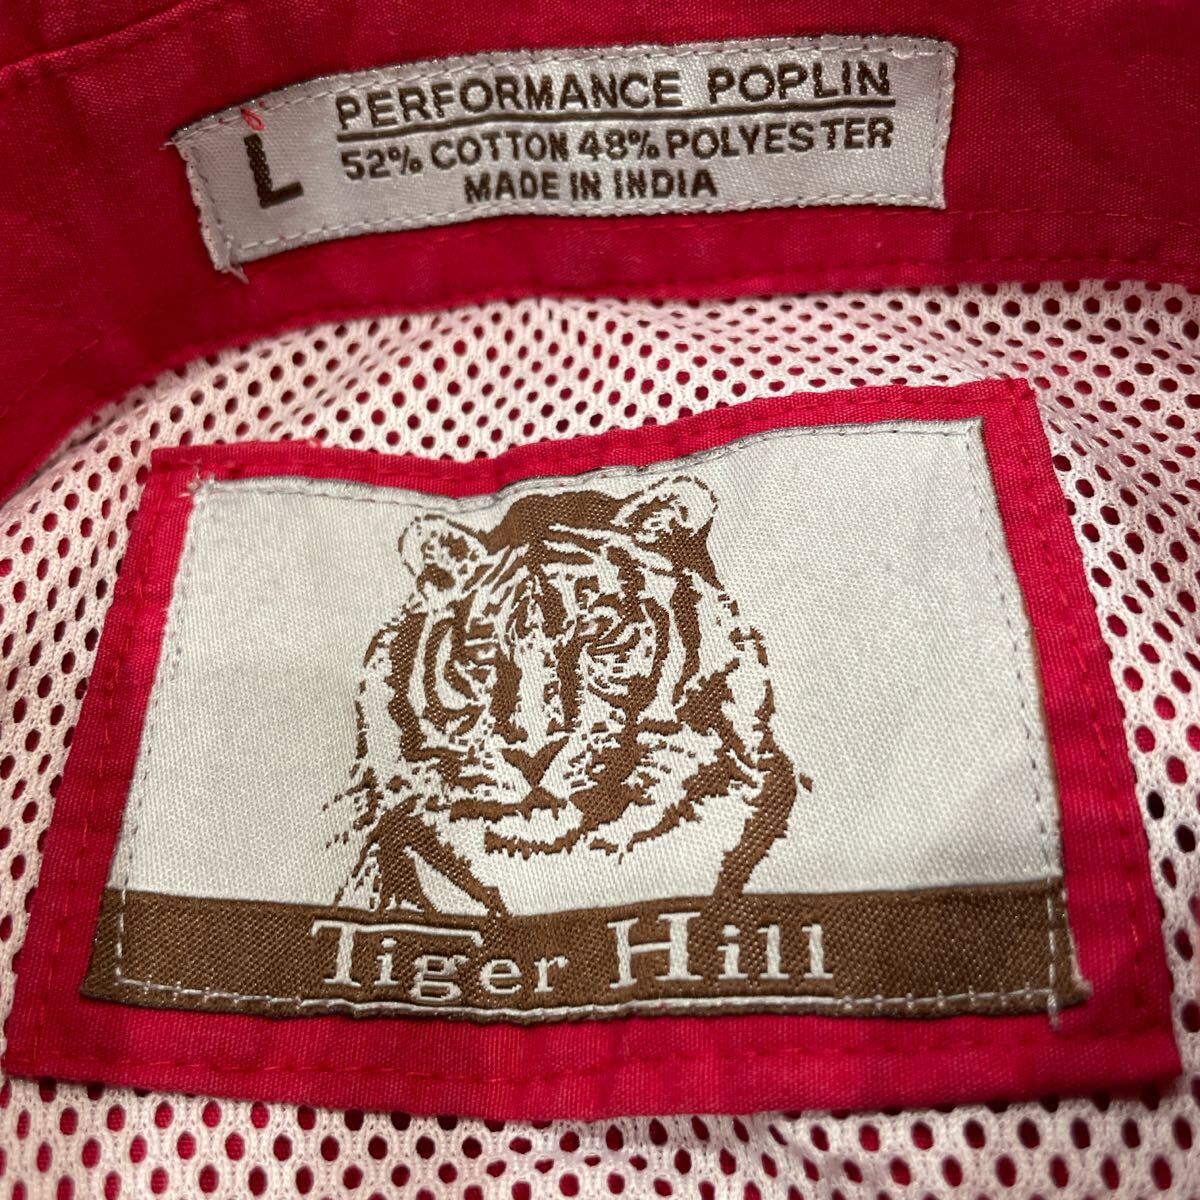 L
PERFORMANCE POPLIN
52% COTTON 48% POLYESTER
MADE IN INDIA
Tiger Hill